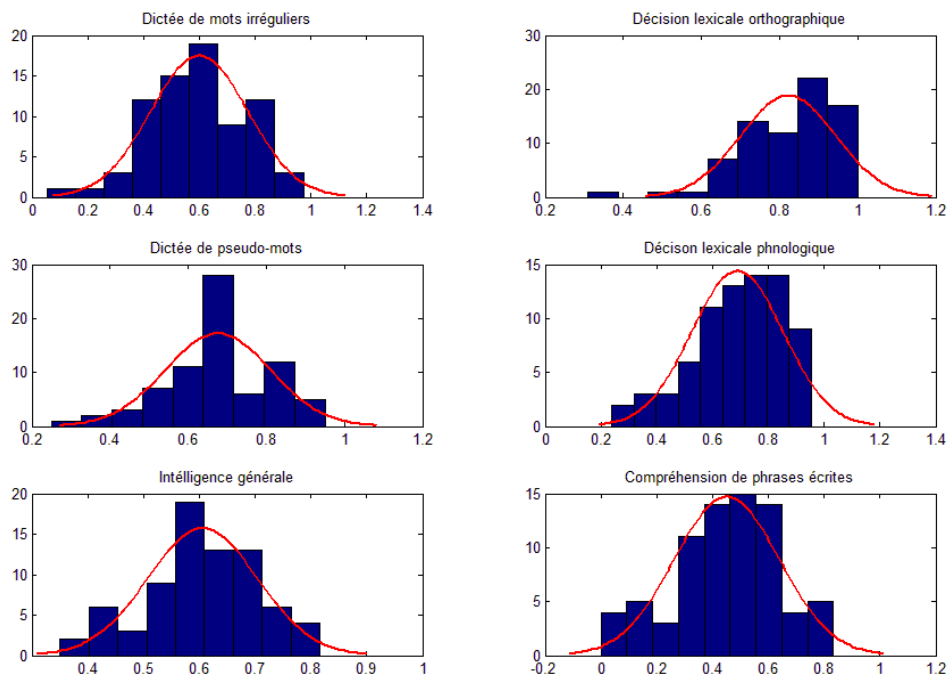 Dictée de mots irréguliers
20
15
10
5
0
0 0.2 0.4 0.6 0.8 1 1.2 1.4
Décision lexicale orthographique
30
20
10
0
0.2 0.4 0.6 0.8 1 1.2
Dictée de pseudo-mots
30
20
10
0
0.2 0.4 0.6 0.8 1 1.2
Décison lexicale phnologique
15
10
5
0
0 0.2 0.4 0.6 0.8 1 1.2 1.4
Intélligence générale
20
15
10
5
0
0.4 0.5 0.6 0.7 0.8 0.9 1
Compréhension de phrases écrites
15
10
5
0
-0.2 0 0.2 0.4 0.6 0.8 1 1.2